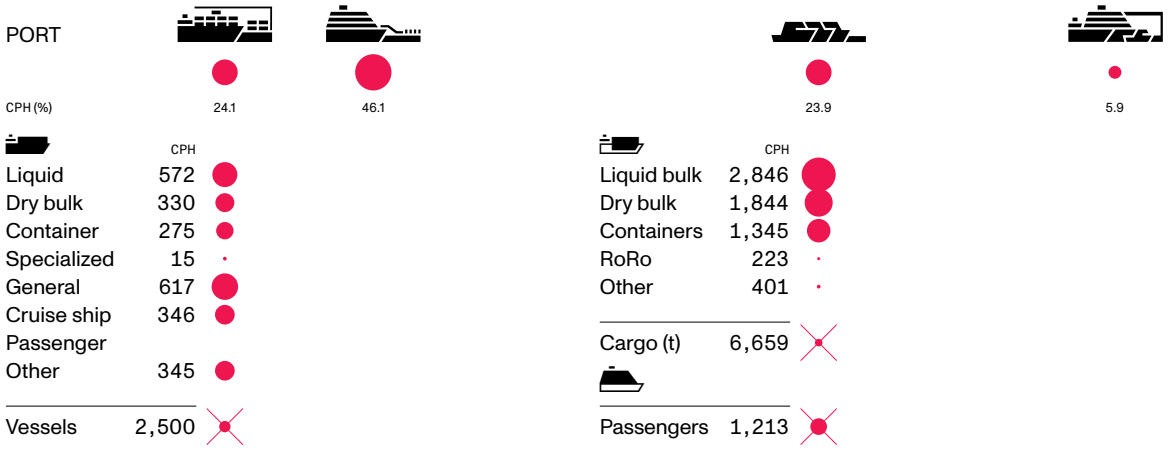 PORT
CPH (%) 24.1 46.1 23.9 5.9
CPH
Liquid 572
Dry bulk 330
Container 275
Specialized 15
General 617
Cruise ship 346
Passenger
Other 345
Vessels 2,500
CPH
Liquid bulk 2,846
Dry bulk 1,844
Containers 1,345
RoRo 223
Other 401
Cargo (t) 6,659
Passengers 1,213